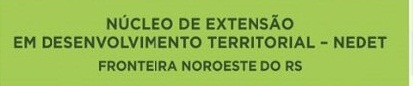 NÚCLEO DE EXTENSÃO
EM DESENVOLVIMENTO TERRITORIAL – NEDET
FRONTEIRA NOROESTE DO RS